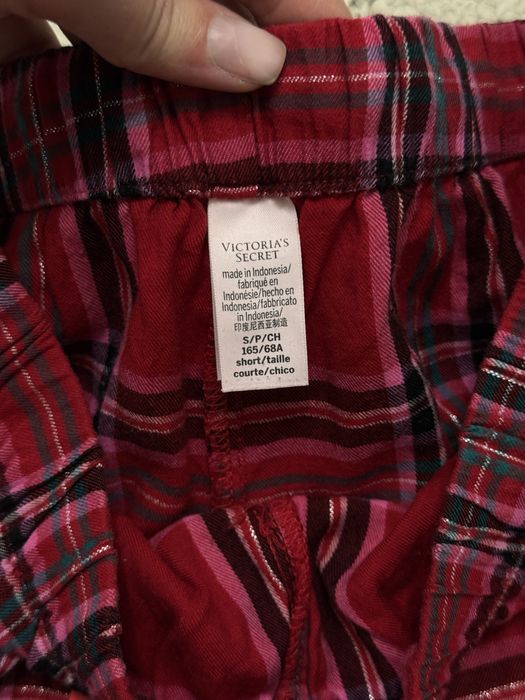 VICTORIA'S
SECRET
made in Indonesia/
fabriqué en
Indonésie/hecho en
Indonesia/fabbricato
in Indonesia/
印度尼西亚制造
S/P/CH
165/68A
short/taille
courte/chico